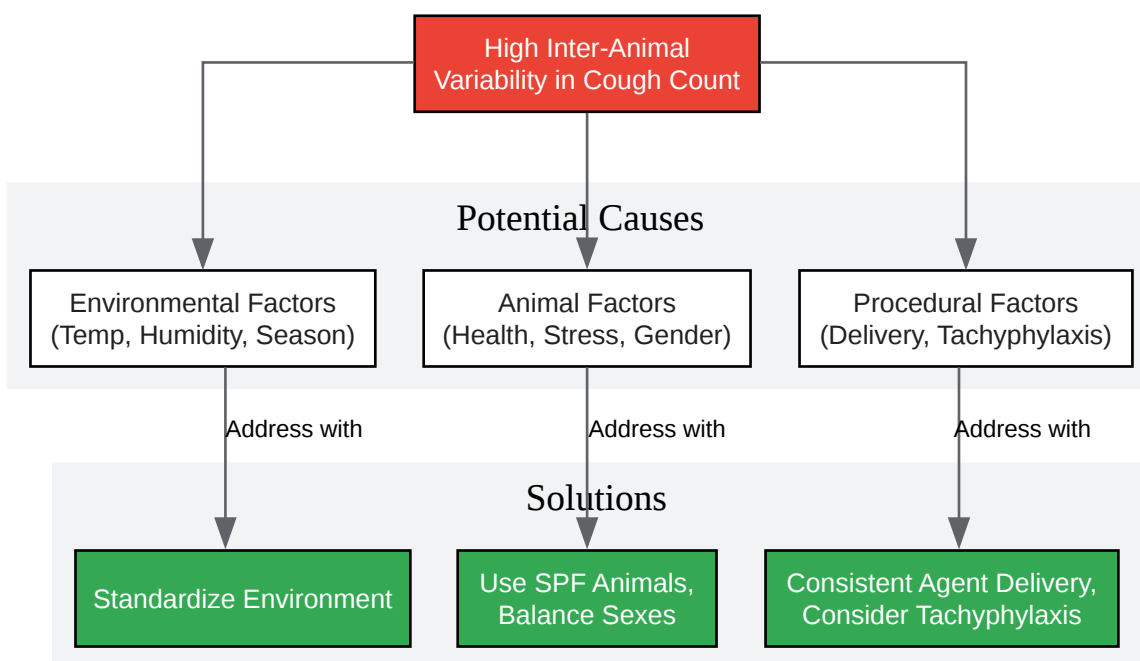 High Inter-Animal
Variability in Cough Count
Potential Causes
Environmental Factors
(Temp, Humidity, Season)
Animal Factors
(Health, Stress, Gender)
Procedural Factors
(Delivery, Tachyphylaxis)
Address with
Address with
Address with
Solutions
Standardize Environment
Use SPF Animals,
Balance Sexes
Consistent Agent Delivery,
Consider Tachyphylaxis